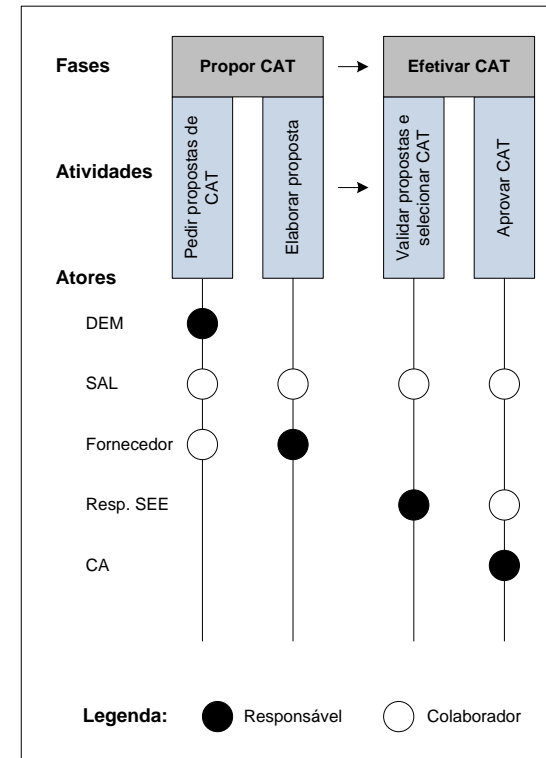 Fases
Propor CAT
Efetivar CAT
Atividades
Pedir propostas de
CAT
Elaborar proposta
Validar propostas e
selecionar CAT
Aprovar CAT
Atores
DEM
SAL
Fornecedor
Resp. SEE
CA
Legenda:
Responsável
Colaborador